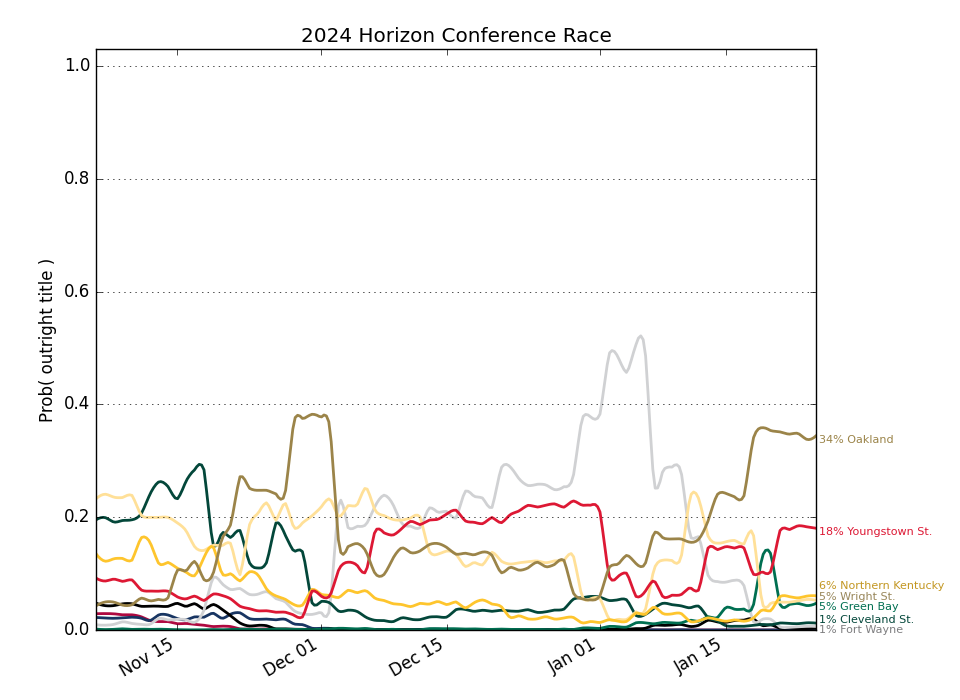 2024 Horizon Conference Race
Prob( outright title )
1.0
0.8
0.6
0.4
0.2
0.0
Nov 15
Dec 01
Dec 15
Jan 01
Jan 15
34% Oakland
18% Youngstown St.
6% Northern Kentucky
5% Wright St.
5% Green Bay
1% Cleveland St.
1% Fort Wayne